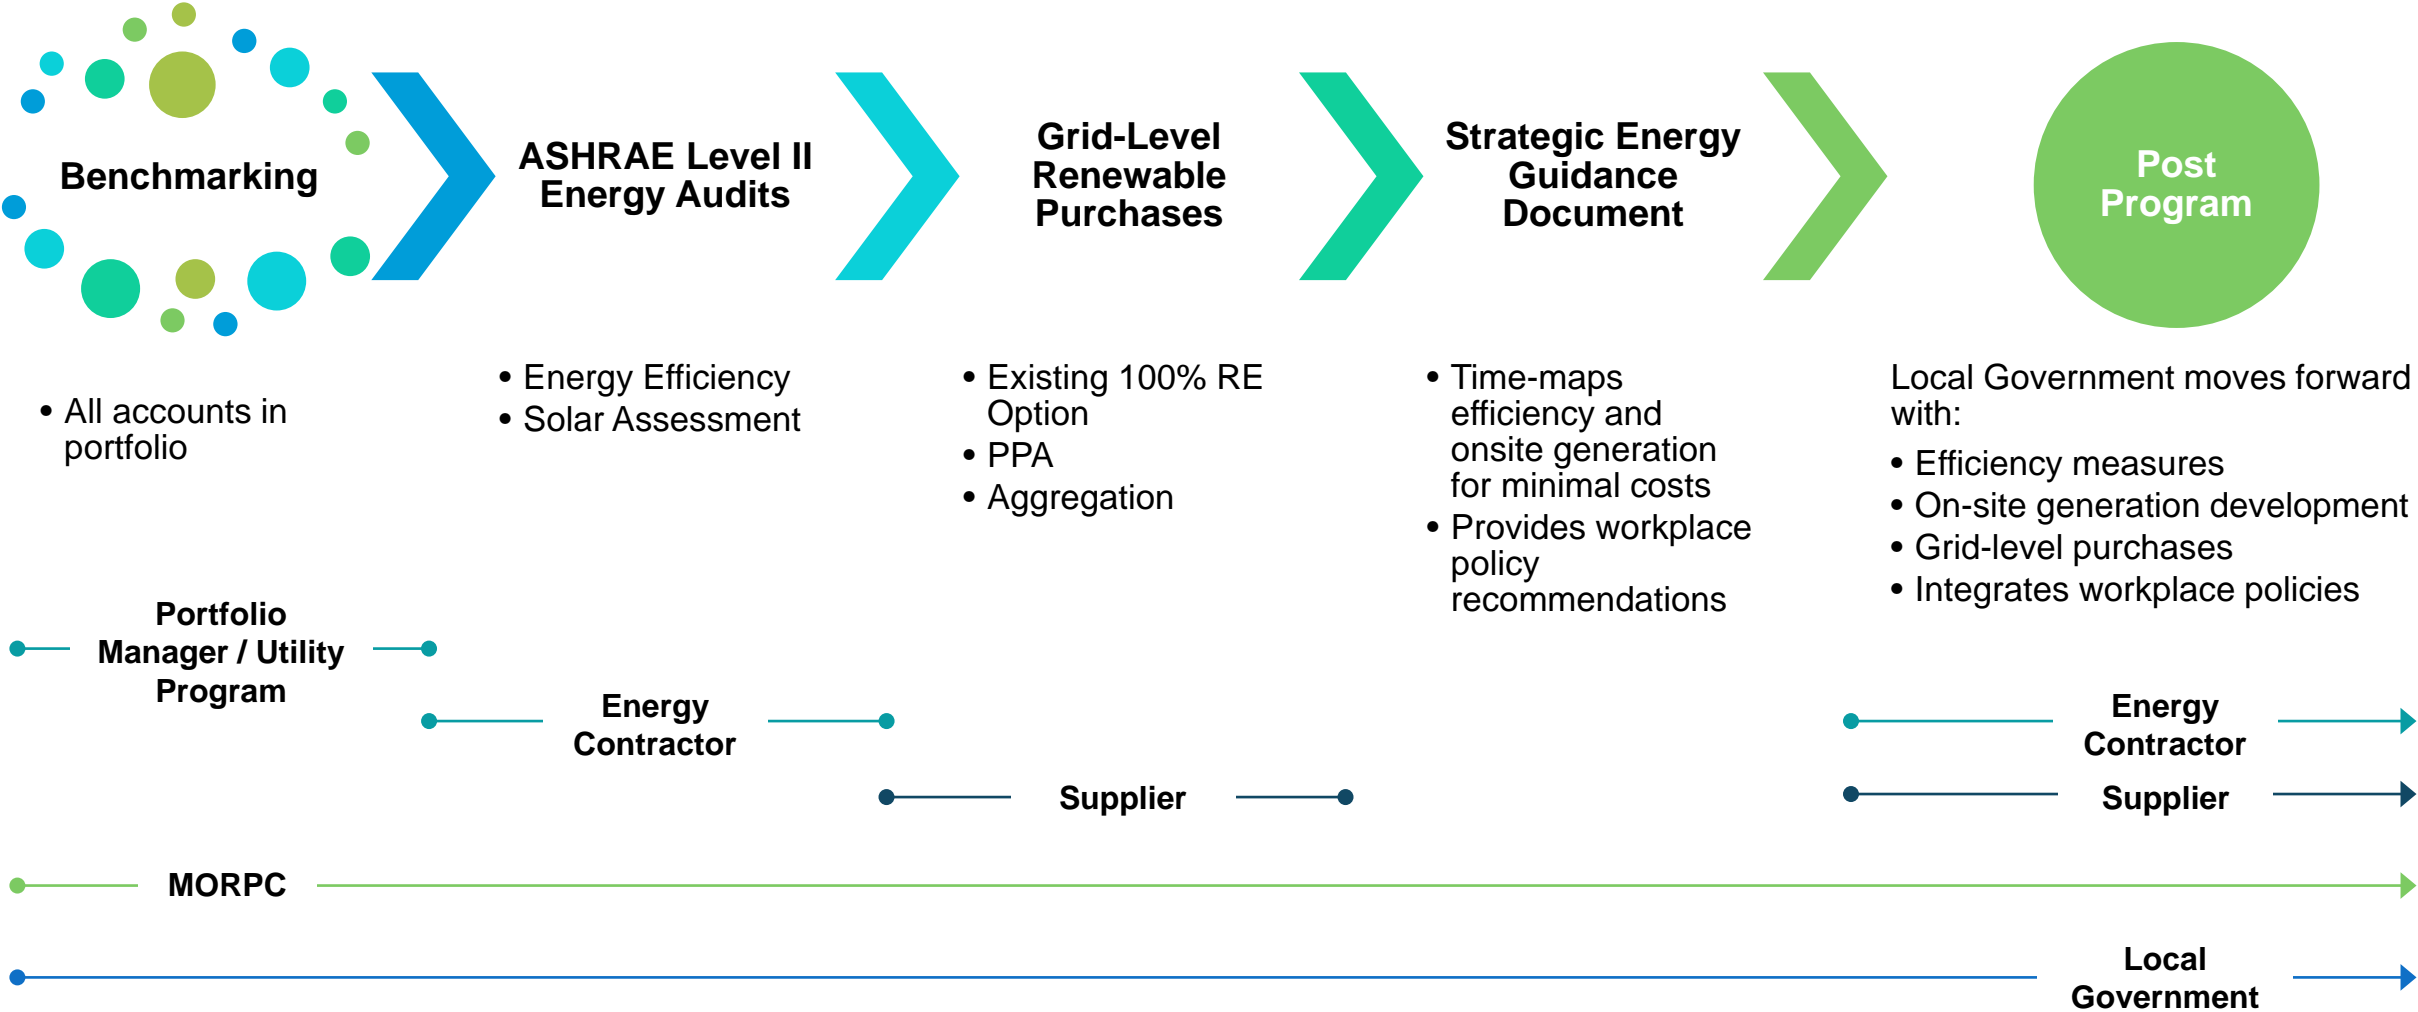 Benchmarking
ASHRAE Level II
Energy Audits
Grid-Level
Renewable
Purchases
Strategic Energy
Guidance
Document
Post
Program
• All accounts in
portfolio
• Energy Efficiency
• Solar Assessment
• Existing 100% RE
Option
• PPA
• Aggregation
• Time-maps
efficiency and
onsite generation
for minimal costs
• Provides workplace
policy
recommendations
Local Government moves forward
with:
• Efficiency measures
• On-site generation development
• Grid-level purchases
• Integrates workplace policies
Portfolio
Manager / Utility
Program
Energy
Contractor
Energy
Contractor
Supplier
Supplier
MORPC
Local
Government